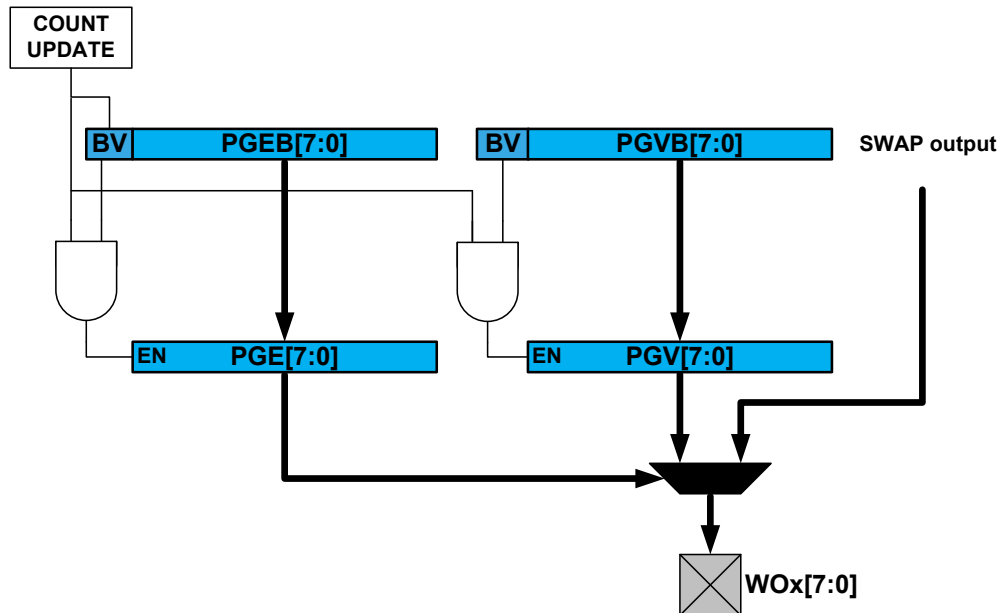 COUNT
UPDATE
BV PGEB[7:0]
BV PGVB[7:0]
SWAP output
EN PGE[7:0]
EN PGV[7:0]
WOx[7:0]